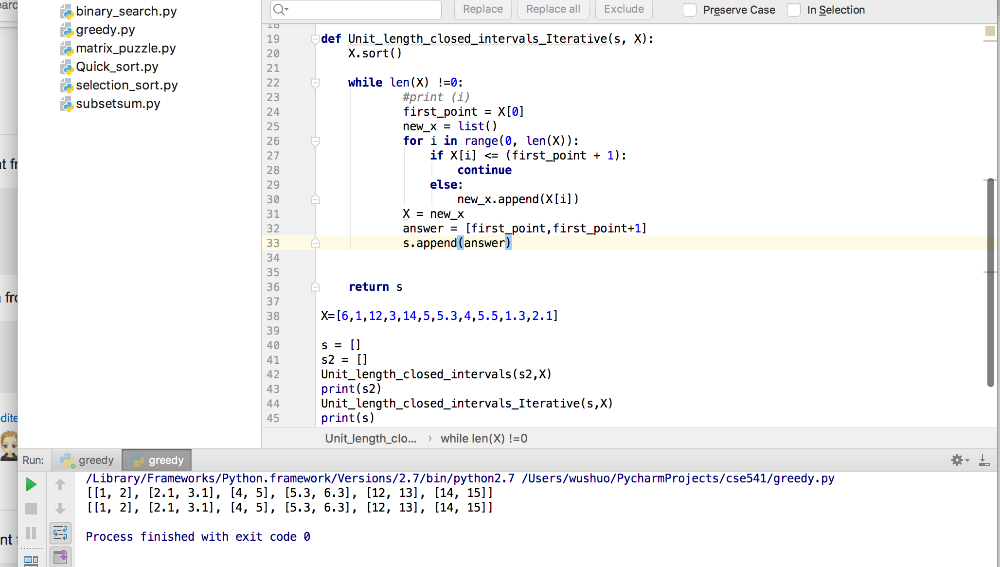 earc
binary_search.py
greedy.py
matrix_puzzle.py
Quick_sort.py
selection_sort.py
subsetsum.py
Replace
Replace all
Exclude
Preserve Case
In Selection
18
19 def Unit_length_closed_intervals_Iterative(s, X):
20     X.sort()
21
22     while len(X) !=0:
23             #print (i)
24             first_point = X[0]
25             new_x = list()
26             for i in range(0, len(X)):
27                 if X[i] <= (first_point + 1):
28                     continue
29                 else:
30                     new_x.append(X[i])
31             X = new_x
32             answer = [first_point,first_point+1]
33             s.append(answer)
34
35
36     return s
37
38 X=[6,1,12,3,14,5,5.3,4,5.5,1.3,2.1]
39
40 s = []
41 s2 = []
42 Unit_length_closed_intervals(s2,X)
43 print(s2)
44 Unit_length_closed_intervals_Iterative(s,X)
45 print(s)
Unit_length_clo... › while len(X) !=0
Run: greedy greedy
/Library/Frameworks/Python.framework/Versions/2.7/bin/python2.7 /Users/wushuo/PycharmProjects/cse541/greedy.py
[[1, 2], [2.1, 3.1], [4, 5], [5.3, 6.3], [12, 13], [14, 15]]
[[1, 2], [2.1, 3.1], [4, 5], [5.3, 6.3], [12, 13], [14, 15]]
Process finished with exit code 0